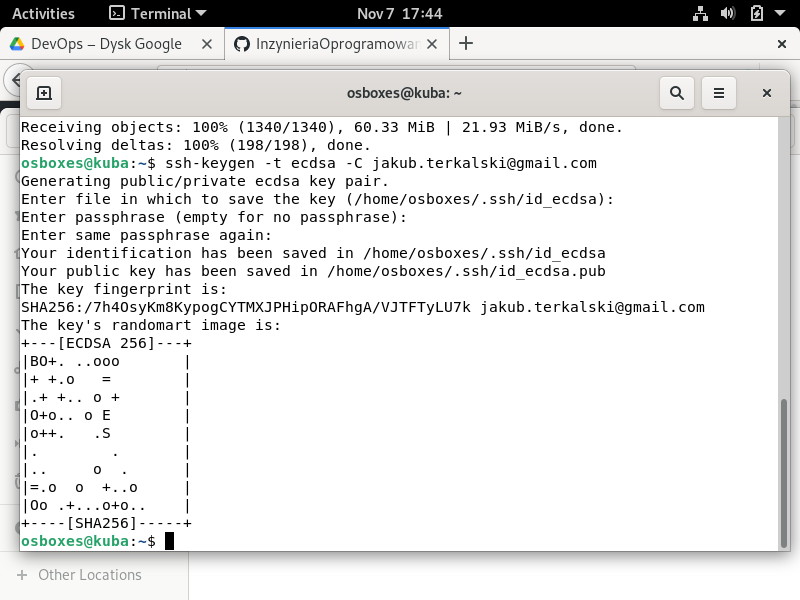 Activities Terminal Nov 7 17:44
DevOps – Dysk Google InzynieriaOprogramowan
osboxes@kuba: ~
Receiving objects: 100% (1340/1340), 60.33 MiB | 21.93 MiB/s, done.
Resolving deltas: 100% (198/198), done.
osboxes@kuba:~$ ssh-keygen -t ecdsa -C jakub.terkalski@gmail.com
Generating public/private ecdsa key pair.
Enter file in which to save the key (/home/osboxes/.ssh/id_ecdsa):
Enter passphrase (empty for no passphrase):
Enter same passphrase again:
Your identification has been saved in /home/osboxes/.ssh/id_ecdsa
Your public key has been saved in /home/osboxes/.ssh/id_ecdsa.pub
The key fingerprint is:
SHA256:/7h4OsyKm8KypogCYTMXJPHipORAFhgA/VJTFTyLU7k jakub.terkalski@gmail.com
The key's randomart image is:
+---[ECDSA 256]---+
|BO+. ..ooo       |
|+ +.o   =        |
|.+ +.. o +       |
|O+o.. o E        |
|o++.   .S        |
|.        .       |
|..     o  .      |
|=.o  o  +..o     |
|Oo .+...o+o..    |
+----[SHA256]-----+
osboxes@kuba:~$
+ Other Locations